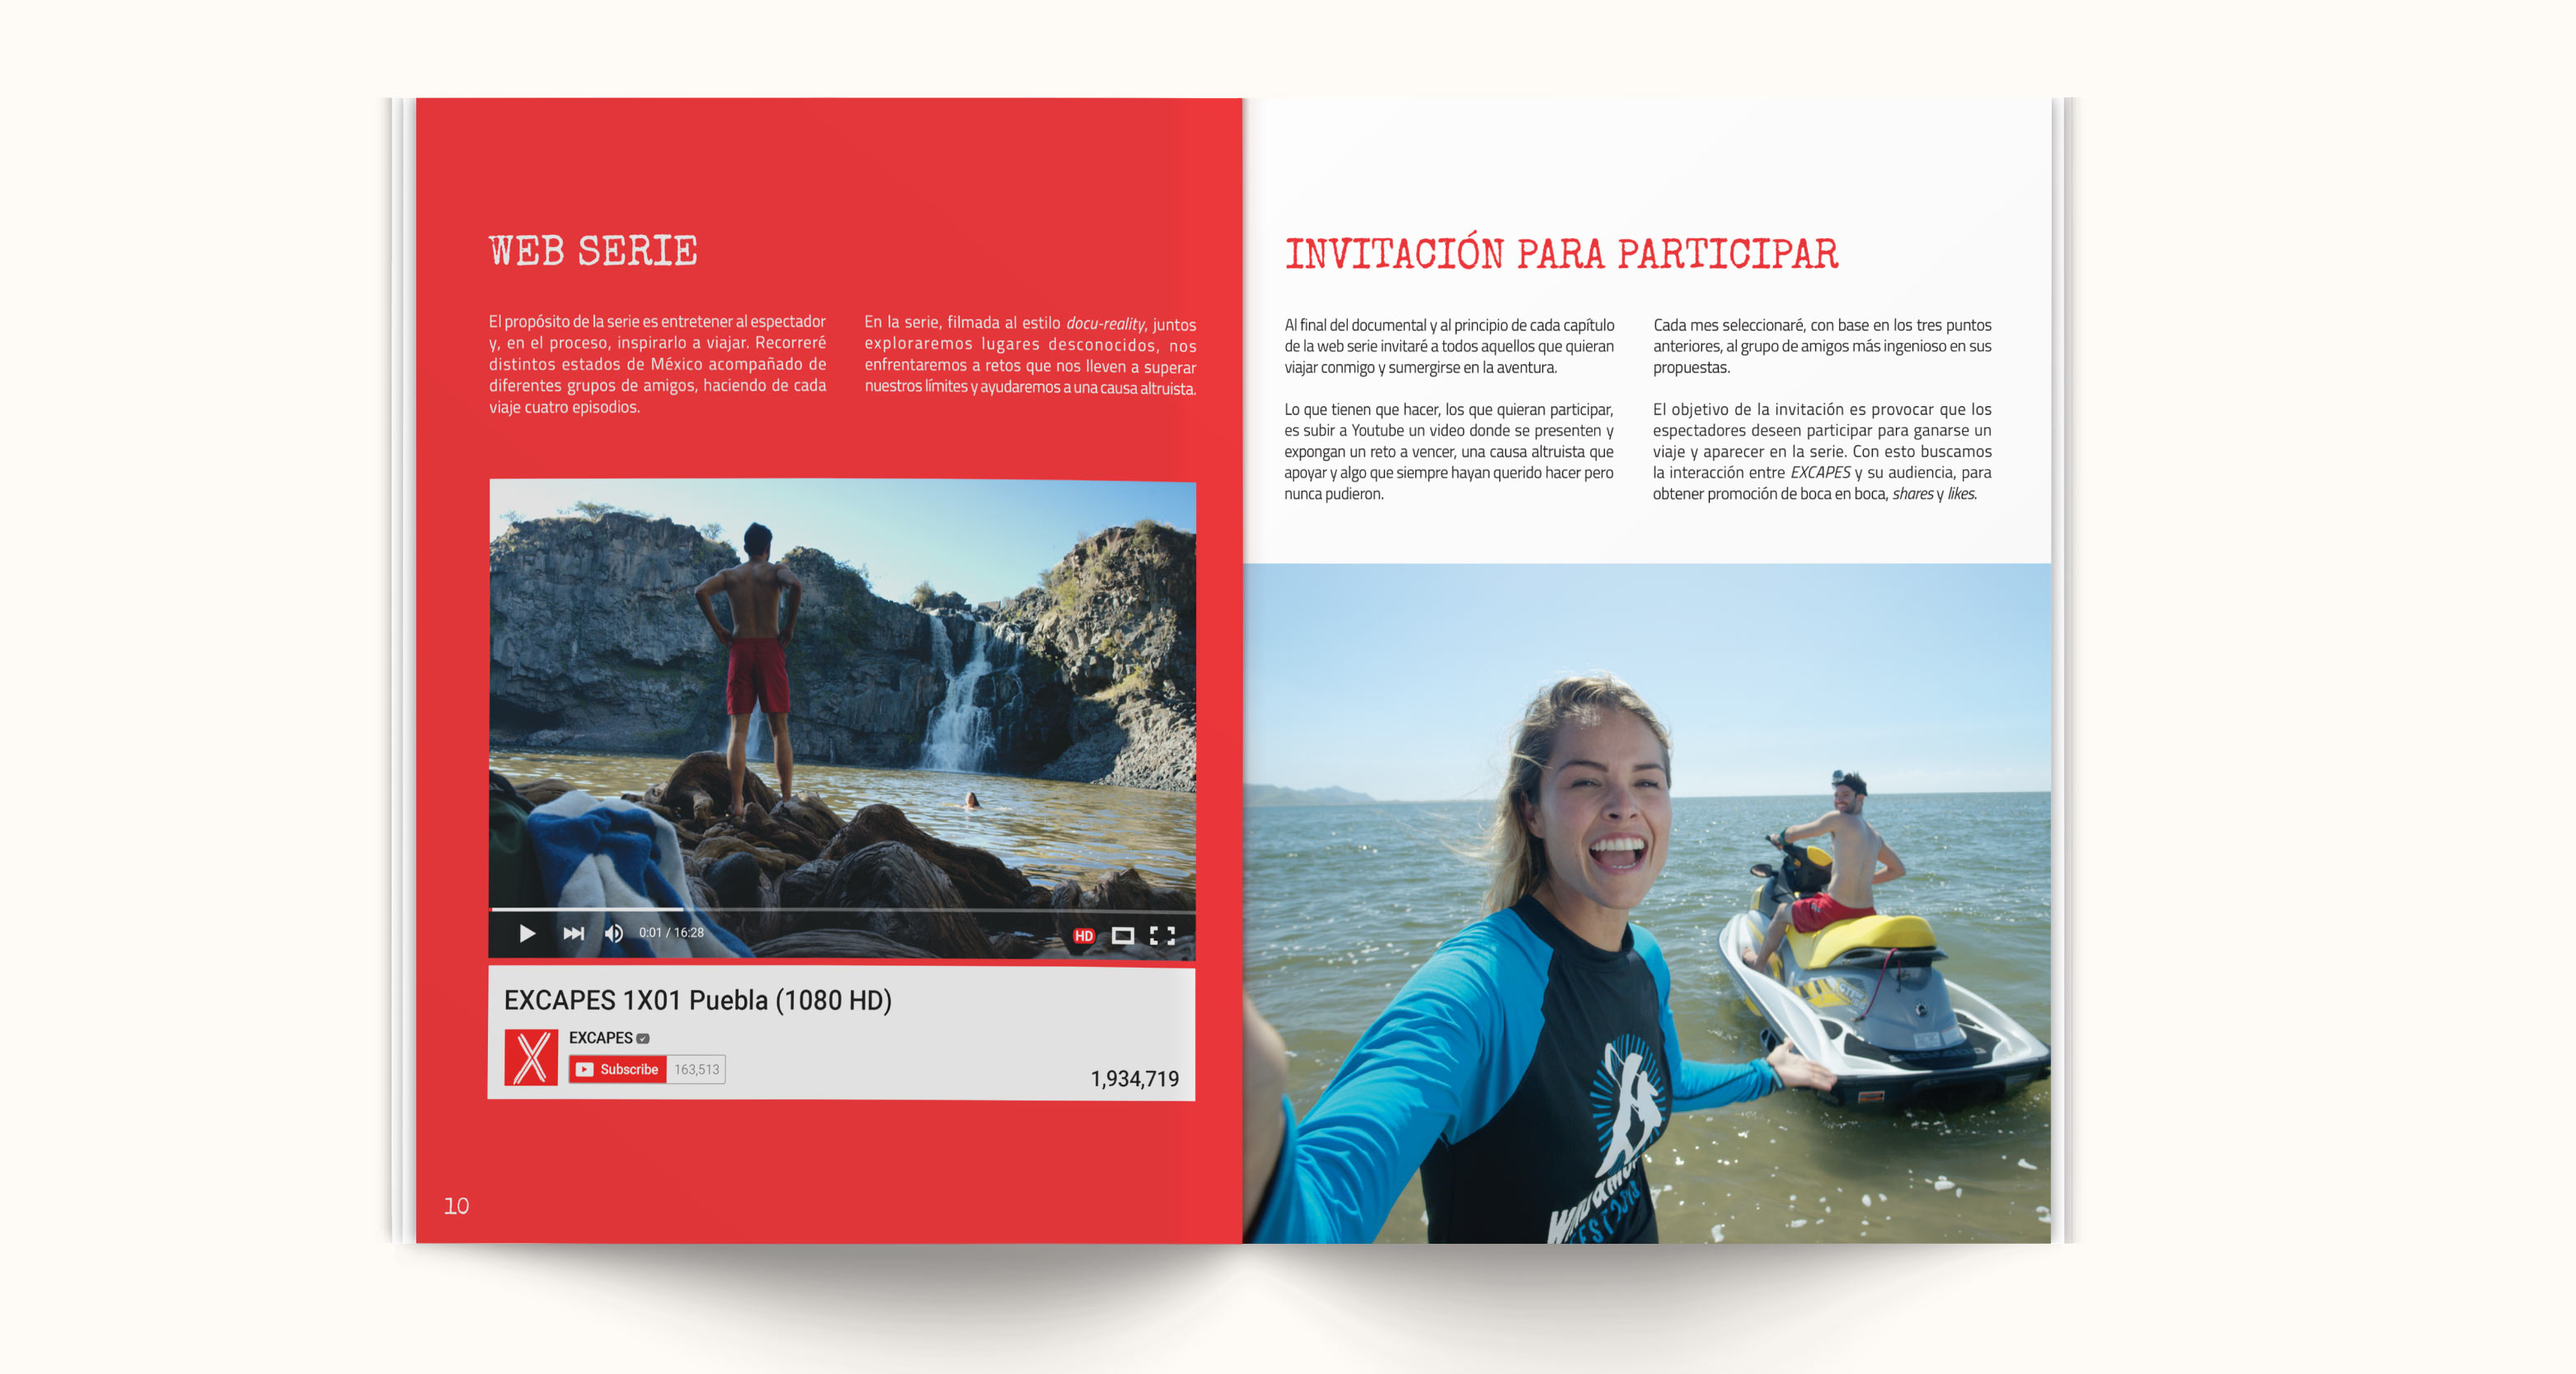 WEB SERIE
El propósito de la serie es entretener al espectador
y, en el proceso, inspirarlo a viajar. Recorreré
distintos estados de México acompañado de
diferentes grupos de amigos, haciendo de cada
viaje cuatro episodios.
En la serie, filmada al estilo docu-reality, juntos
exploraremos lugares desconocidos, nos
enfrentaremos a retos que nos lleven a superar
nuestros límites y ayudaremos a una causa altruista.
0:01 / 16:28
HD
EXCAPES 1X01 Puebla (1080 HD)
EXCAPES
Subscribe 163,513
1,934,719
10
INVITACIÓN PARA PARTICIPAR
Al final del documental y al principio de cada capítulo
de la web serie invitaré a todos aquellos que quieran
viajar conmigo y sumergirse en la aventura.
Lo que tienen que hacer, los que quieran participar,
es subir a Youtube un video donde se presenten y
expongan un reto a vencer, una causa altruista que
apoyar y algo que siempre hayan querido hacer pero
nunca pudieron.
Cada mes seleccionaré, con base en los tres puntos
anteriores, al grupo de amigos más ingenioso en sus
propuestas.
El objetivo de la invitación es provocar que los
espectadores deseen participar para ganarse un
viaje y aparecer en la serie. Con esto buscamos
la interacción entre EXCAPES y su audiencia, para
obtener promoción de boca en boca, shares y likes.